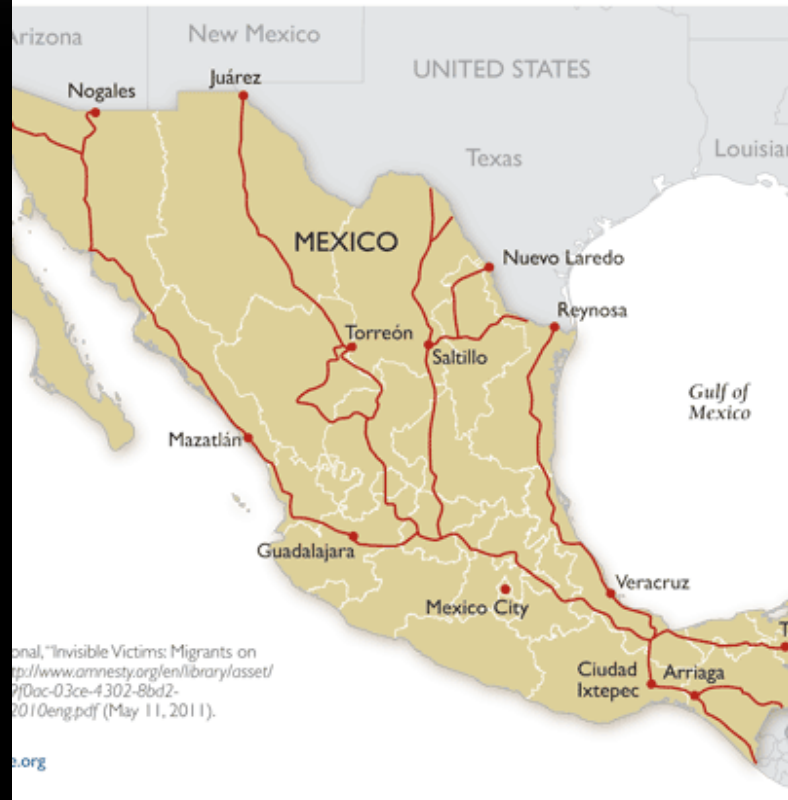 Arizona
New Mexico
UNITED STATES
Juárez
Nogales
Texas
MEXICO
Nuevo Laredo
Reynosa
Torreón
Saltillo
Gulf of
Mexico
Mazatlán
Guadalajara
Veracruz
Mexico City
onal, “Invisible Victims: Migrants on
tp://www.amnesty.org/en/library/asset/
9f0ac-03ce-4302-8bd2-
2010eng.pdf (May 11, 2011).
Ciudad
Ixtepec
Arriaga
T
e.org